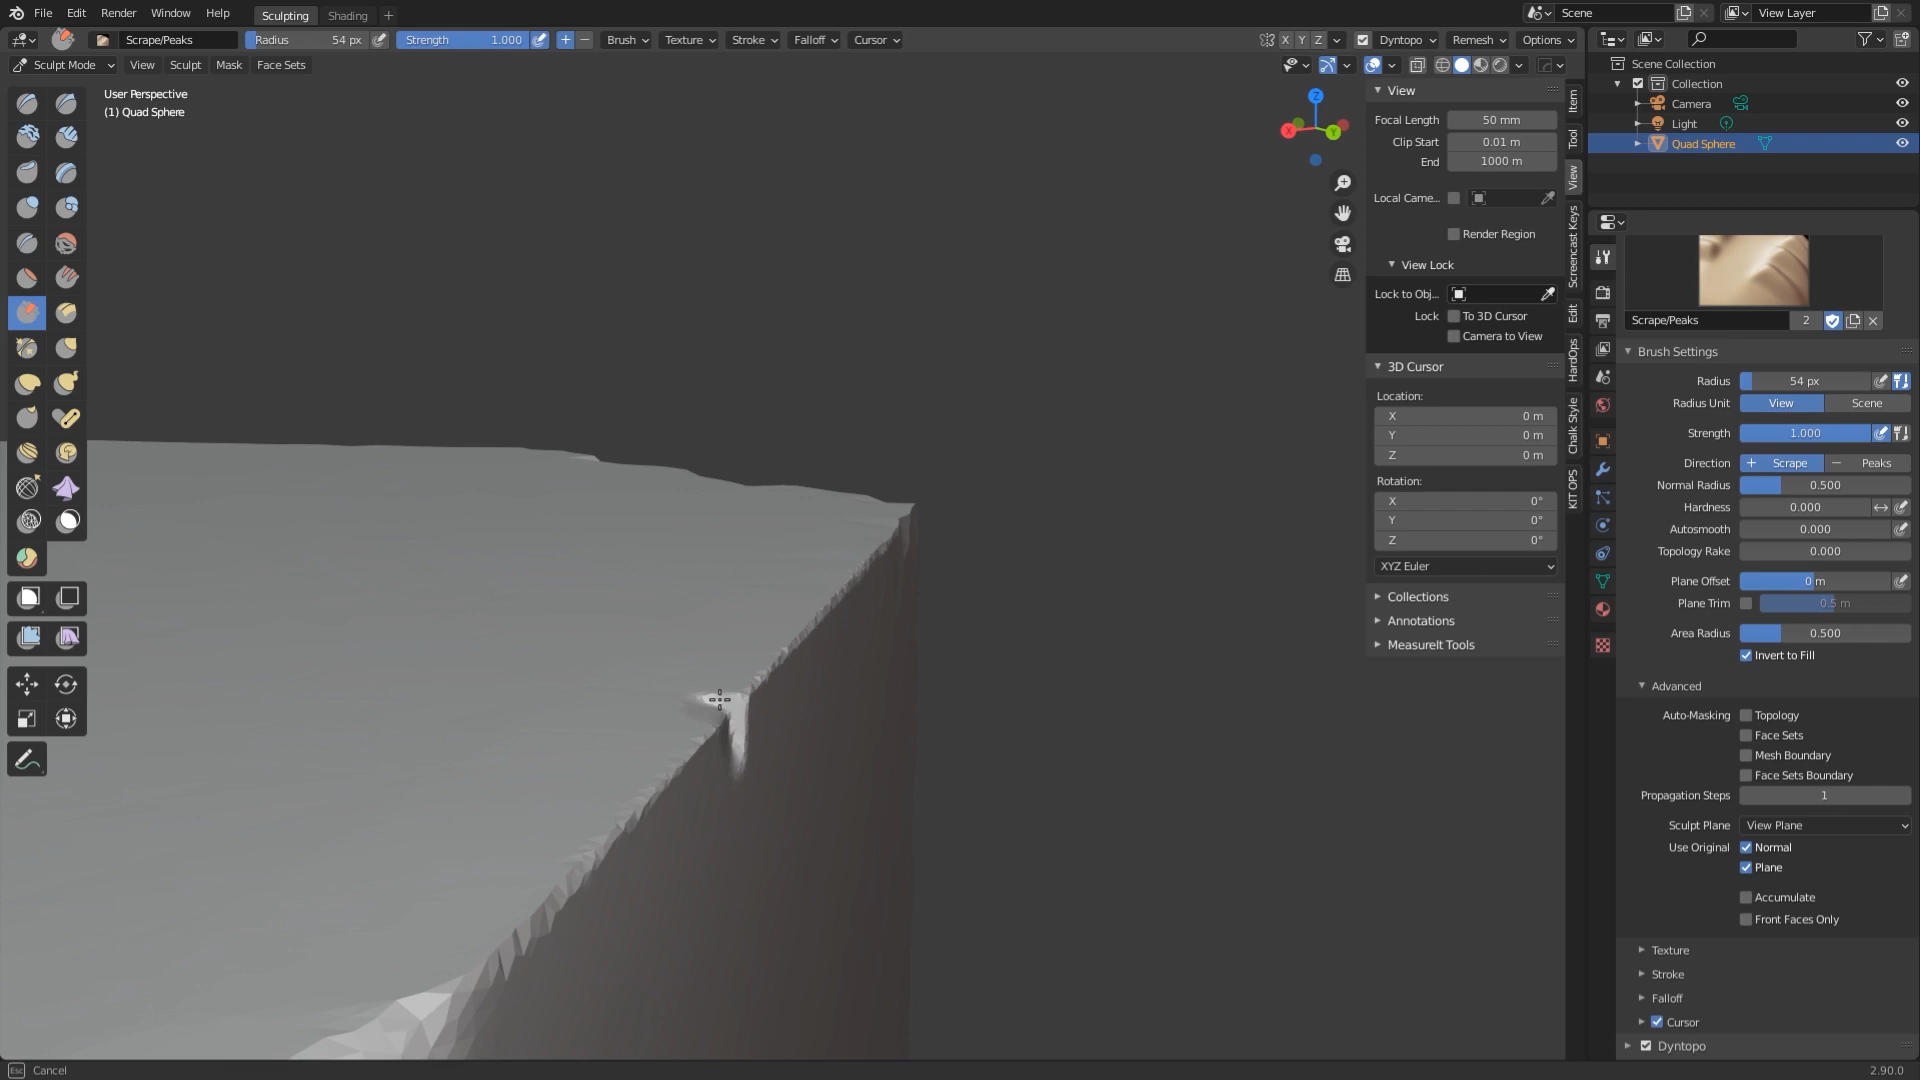 File Edit Render Window Help Sculpting Shading + Scene View Layer
Scrape/Peaks Radius 54 px Strength 1.000 + − Brush Texture Stroke Falloff Cursor X Y Z Dyntopo Remesh Options
Sculpt Mode View Sculpt Mask Face Sets
User Perspective
(1) Quad Sphere
Z
X
Y
View
Focal Length 50 mm
Clip Start 0.01 m
End 1000 m
Local Came...
Render Region
View Lock
Lock to Obj...
Lock To 3D Cursor
Camera to View
3D Cursor
Location:
X 0 m
Y 0 m
Z 0 m
Rotation:
X 0°
Y 0°
Z 0°
XYZ Euler
Collections
Annotations
MeasureIt Tools
Item
Tool
View
Screencast Keys
Edit
HardOps
Chalk Style
KIT OPS
Scene Collection
Collection
Camera
Light
Quad Sphere
Scrape/Peaks 2
Brush Settings
Radius 54 px
Radius Unit View Scene
Strength 1.000
Direction + Scrape − Peaks
Normal Radius 0.500
Hardness 0.000
Autosmooth 0.000
Topology Rake 0.000
Plane Offset 0 m
Plane Trim 0.5 m
Area Radius 0.500
Invert to Fill
Advanced
Auto-Masking Topology
Face Sets
Mesh Boundary
Face Sets Boundary
Propagation Steps 1
Sculpt Plane View Plane
Use Original Normal
Plane
Accumulate
Front Faces Only
Texture
Stroke
Falloff
Cursor
Dyntopo
Esc Cancel
2.90.0